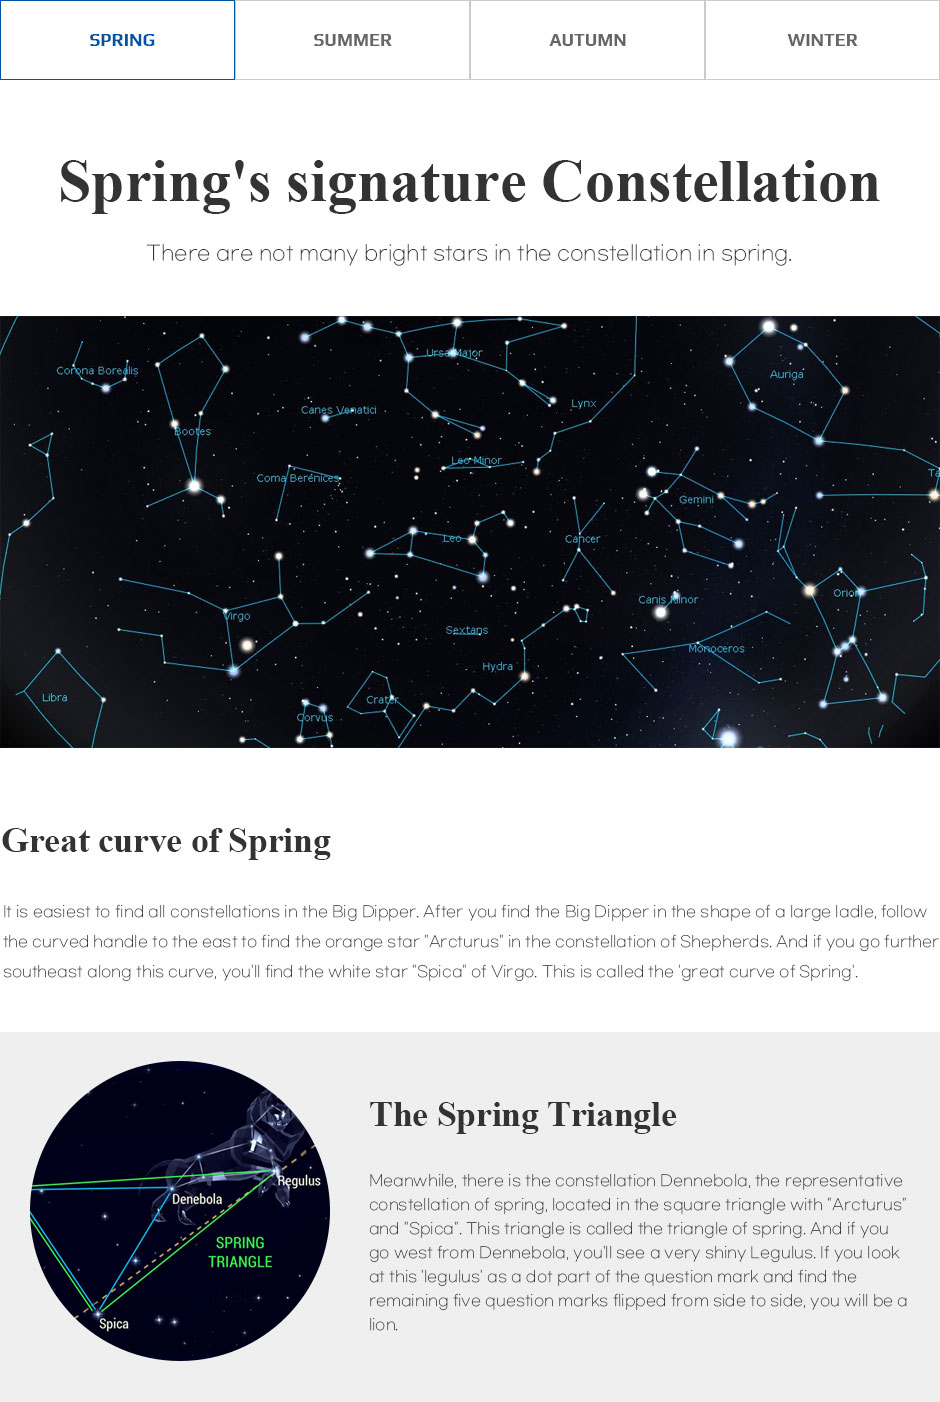 SPRING
SUMMER
AUTUMN
WINTER
Spring's signature Constellation
There are not many bright stars in the constellation in spring.
Ursa Major
Corona Borealis
Auriga
Lynx
Canes Venatici
Bootes
Leo Minor
Ta
Coma Berenices
Gemini
Leo
Cancer
Orion
Canis Minor
Virgo
Sextans
Monoceros
Hydra
Libra
Crater
Corvus
Great curve of Spring
It is easiest to find all constellations in the Big Dipper. After you find the Big Dipper in the shape of a large ladle, follow
the curved handle to the east to find the orange star "Arcturus" in the constellation of Shepherds. And if you go further
southeast along this curve, you'll find the white star "Spica" of Virgo. This is called the 'great curve of Spring'.
Regulus
Denebola
SPRING
TRIANGLE
Spica
The Spring Triangle
Meanwhile, there is the constellation Dennebola, the representative
constellation of spring, located in the square triangle with "Arcturus"
and "Spica". This triangle is called the triangle of spring. And if you
go west from Dennebola, you'll see a very shiny Legulus. If you look
at this 'legulus' as a dot part of the question mark and find the
remaining five question marks flipped from side to side, you will be a
lion.